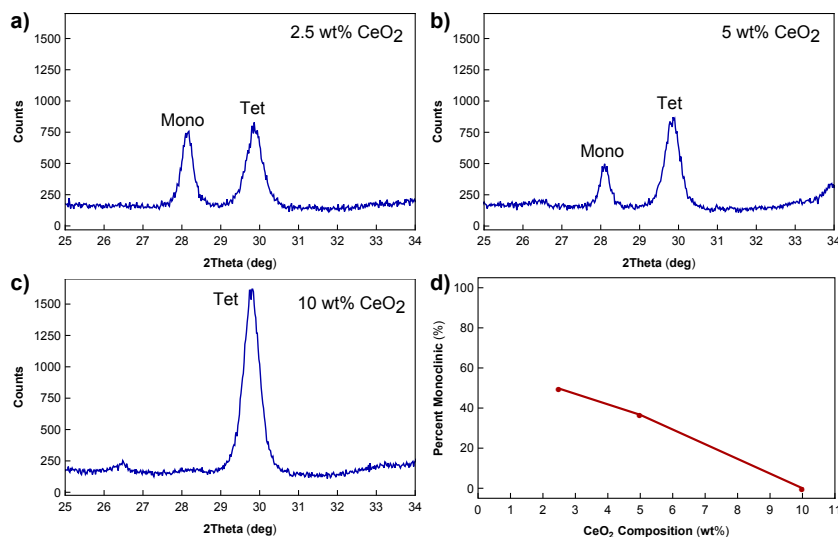 a)
2.5 wt% CeO2
1500
1250
1000
750
500
250
0
Counts
Mono
Tet
25 26 27 28 29 30 31 32 33 34
2Theta (deg)
b)
5 wt% CeO2
1500
1250
1000
750
500
250
0
Counts
Mono
Tet
25 26 27 28 29 30 31 32 33 34
2Theta (deg)
c)
10 wt% CeO2
1500
1250
1000
750
500
250
0
Counts
Tet
25 26 27 28 29 30 31 32 33 34
2Theta (deg)
d)
100
80
60
40
20
0
Percent Monoclinic (%)
0 1 2 3 4 5 6 7 8 9 10 11
CeO2 Composition (wt%)